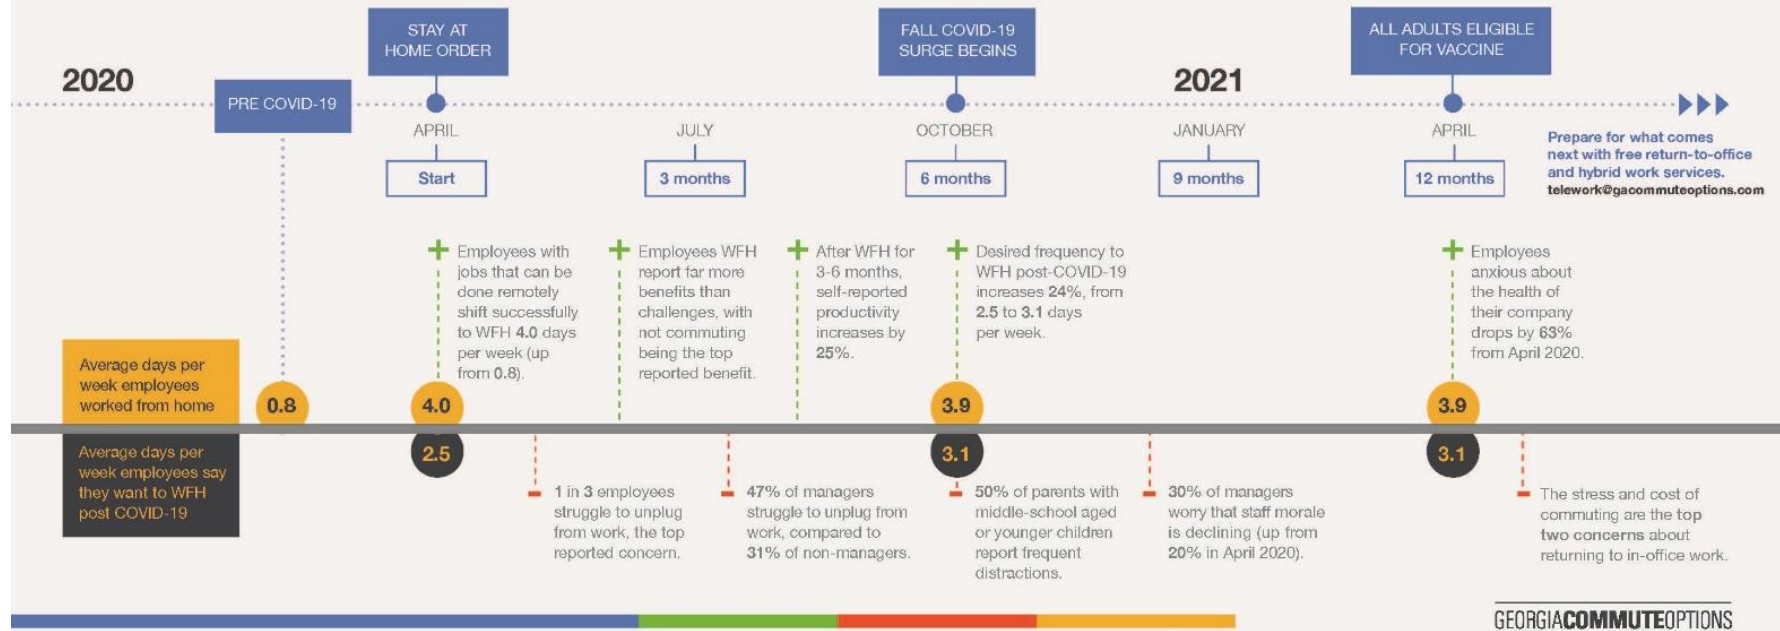 STAY AT
HOME ORDER
FALL COVID-19
SURGE BEGINS
ALL ADULTS ELIGIBLE
FOR VACCINE
2020
2021
PRE COVID-19
APRIL
JULY
OCTOBER
JANUARY
APRIL
Start
3 months
6 months
9 months
12 months
Prepare for what comes
next with free return-to-office
and hybrid work services.
telework@gacommuteoptions.com
Employees with
jobs that can be
done remotely
shift successfully
to WFH 4.0 days
per week (up
from 0.8).
Employees WFH
report far more
benefits than
challenges, with
not commuting
being the top
reported benefit.
After WFH for
3-6 months,
self-reported
productivity
increases by
25%.
Desired frequency to
WFH post-COVID-19
increases 24%, from
2.5 to 3.1 days
per week.
Employees
anxious about
the health of
their company
drops by 63%
from April 2020.
Average days per
week employees
worked from home
0.8
4.0
3.9
3.9
Average days per
week employees say
they want to WFH
post COVID-19
2.5
3.1
3.1
1 in 3 employees
struggle to unplug
from work, the top
reported concern.
47% of managers
struggle to unplug from
work, compared to
31% of non-managers.
50% of parents with
middle-school aged
or younger children
report frequent
distractions.
30% of managers
worry that staff morale
is declining (up from
20% in April 2020).
The stress and cost of
commuting are the top
two concerns about
returning to in-office work.
GEORGIACOMMUTEOPTIONS